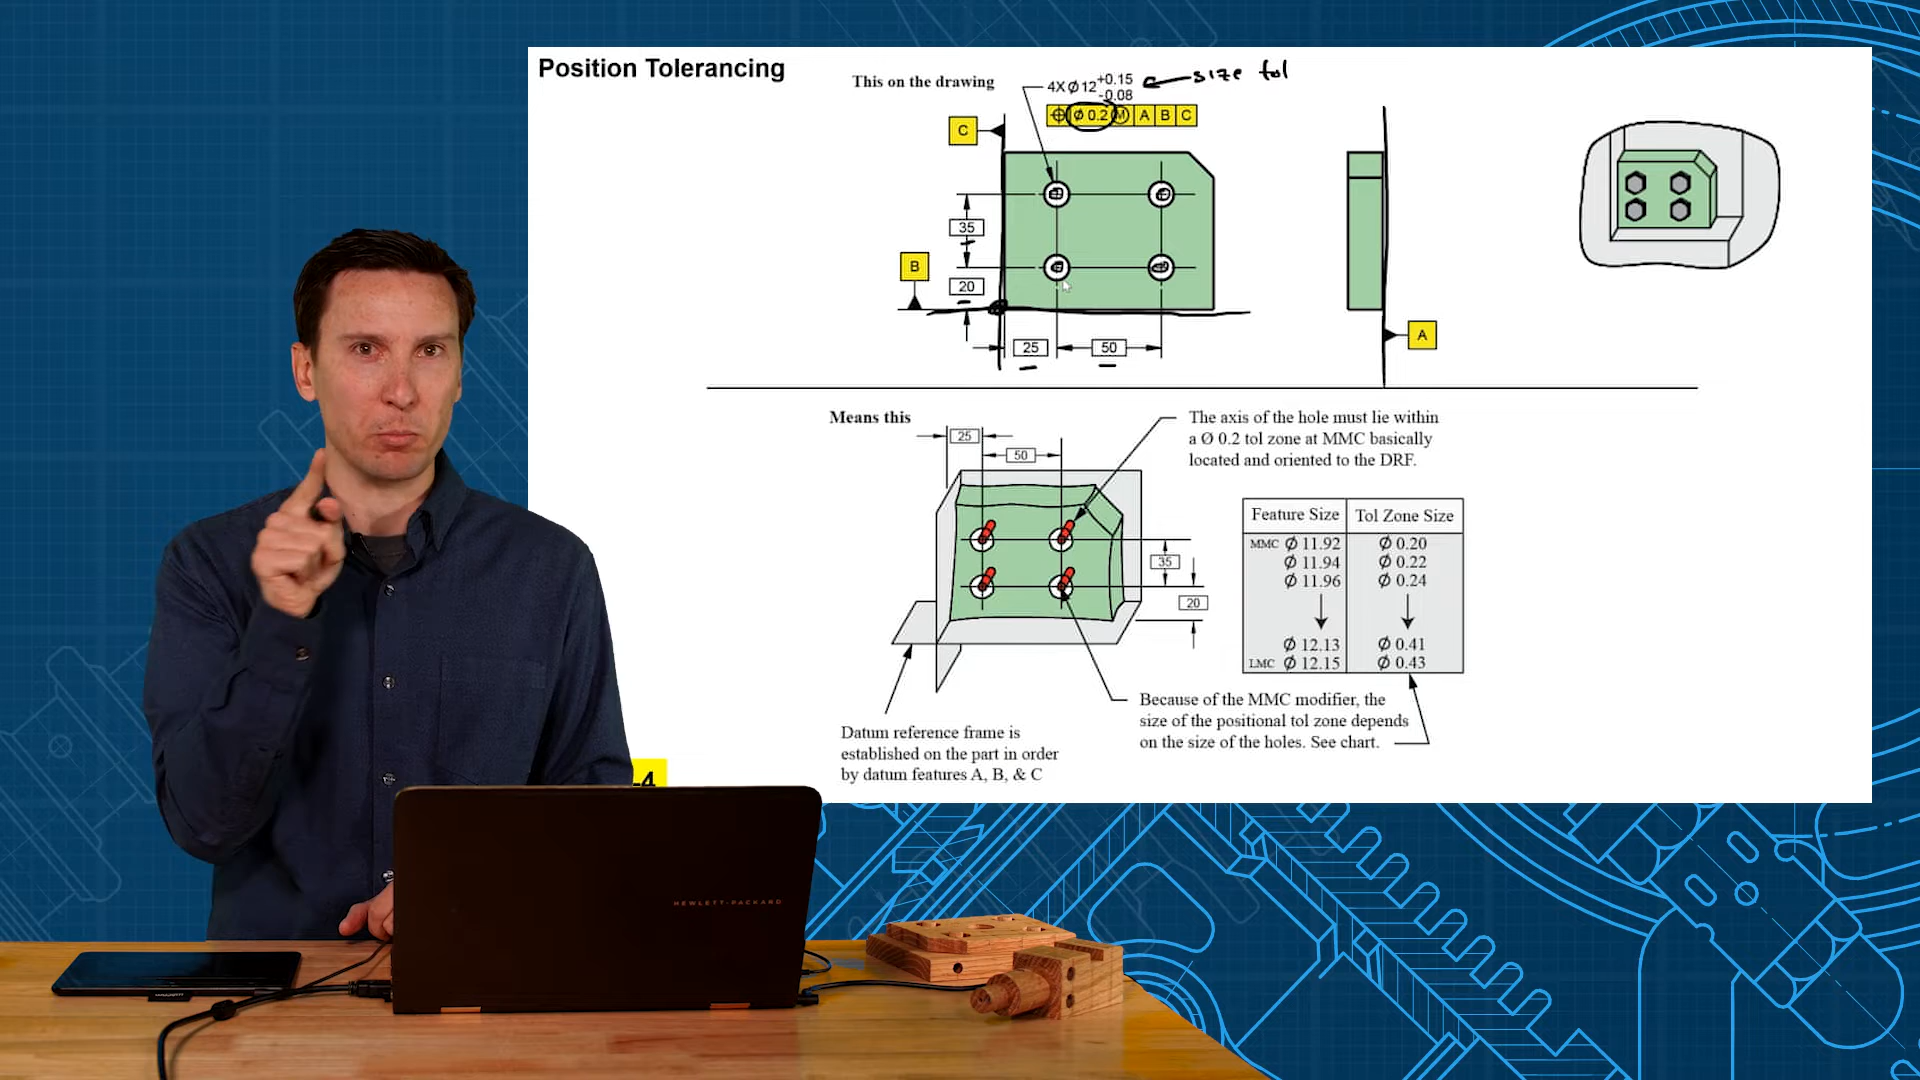 Position Tolerancing
This on the drawing
4X Ø 12 +0.15
-0.08
size tol
⌖ Ø 0.2 Ⓜ A B C
C
35
B
20
25
50
A
Means this
The axis of the hole must lie within
a Ø 0.2 tol zone at MMC basically
located and oriented to the DRF.
25
50
35
20
Feature Size Tol Zone Size
MMC Ø 11.92 Ø 0.20
Ø 11.94 Ø 0.22
Ø 11.96 Ø 0.24
Ø 12.13 Ø 0.41
LMC Ø 12.15 Ø 0.43
Because of the MMC modifier, the
size of the positional tol zone depends
on the size of the holes. See chart.
Datum reference frame is
established on the part in order
by datum features A, B, & C
-4
HEWLETT-PACKARD